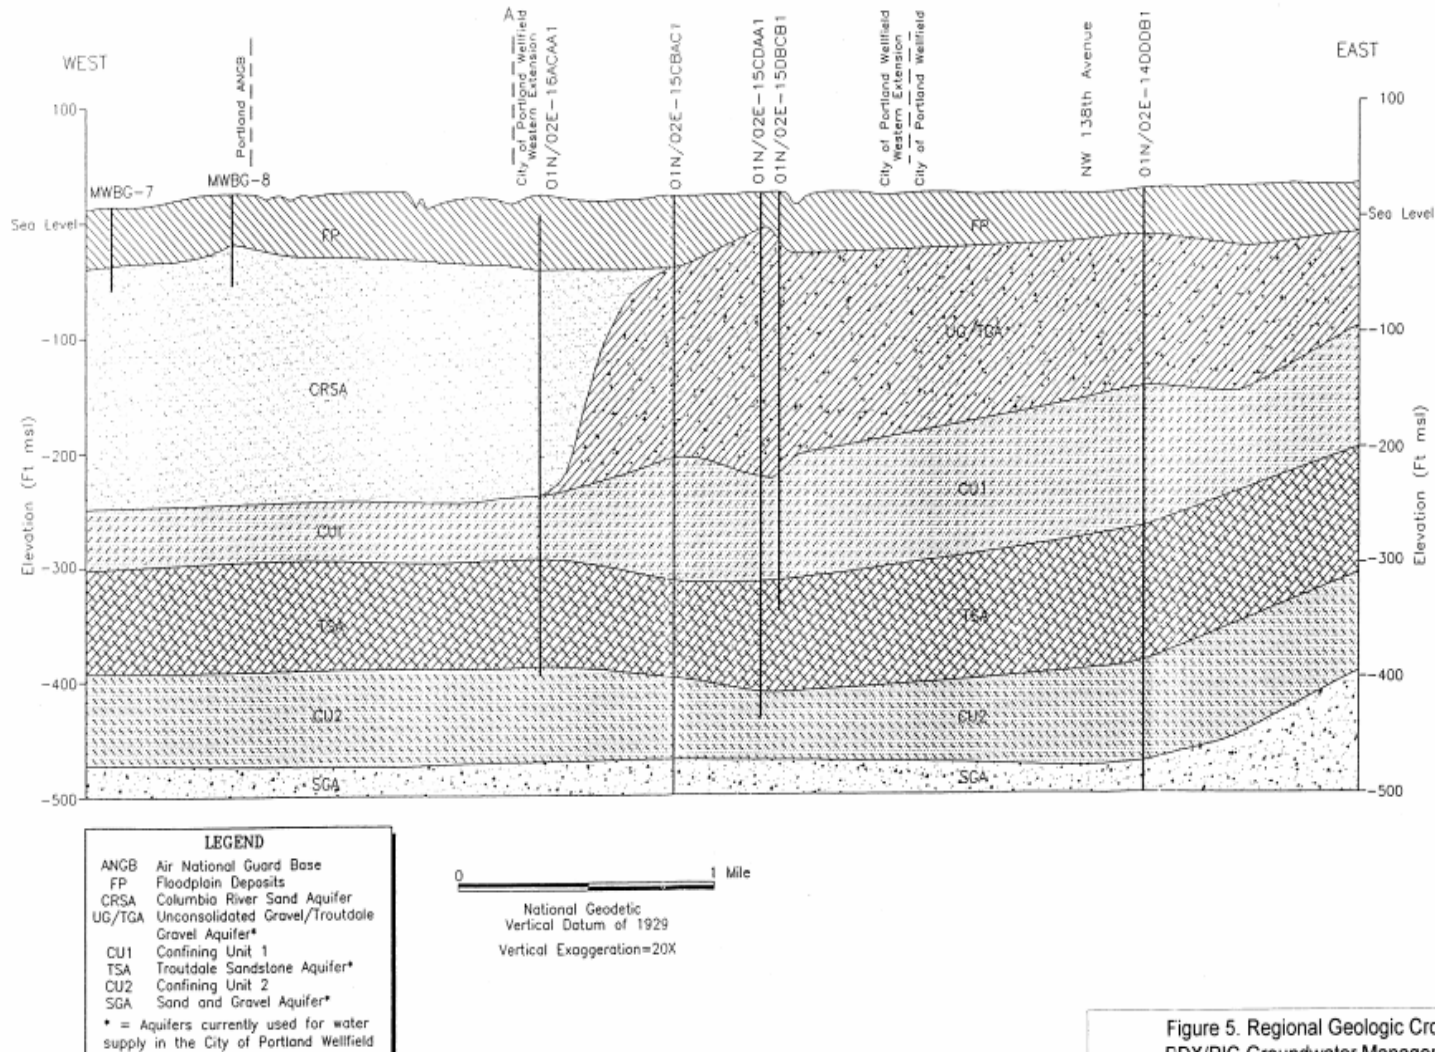 WEST
EAST
A
Portland ANGB
City of Portland Wellfield
Western Extension
01N/02E-16ACAA1
01N/02E-15CBAC1
01N/02E-15CDAA1
01N/02E-15DBCB1
City of Portland Wellfield
Western Extension
City of Portland Wellfield
NW 138th Avenue
01N/02E-14DDDB1
100
100
MWBG-7
MWBG-8
Sea Level
Sea Level
FP
FP
-100
-100
UG/TGA
CRSA
-200
-200
CU1
CU1
-300
-300
TSA
TSA
-400
-400
CU2
CU2
SGA
SGA
-500
-500
Elevation (Ft msl)
Elevation (Ft msl)
LEGEND
ANGB Air National Guard Base
FP Floodplain Deposits
CRSA Columbia River Sand Aquifer
UG/TGA Unconsolidated Gravel/Troutdale
Gravel Aquifer*
CU1 Confining Unit 1
TSA Troutdale Sandstone Aquifer*
CU2 Confining Unit 2
SGA Sand and Gravel Aquifer*
* = Aquifers currently used for water
supply in the City of Portland Wellfield
0 1 Mile
National Geodetic
Vertical Datum of 1929
Vertical Exaggeration=20X
Figure 5. Regional Geologic Cro